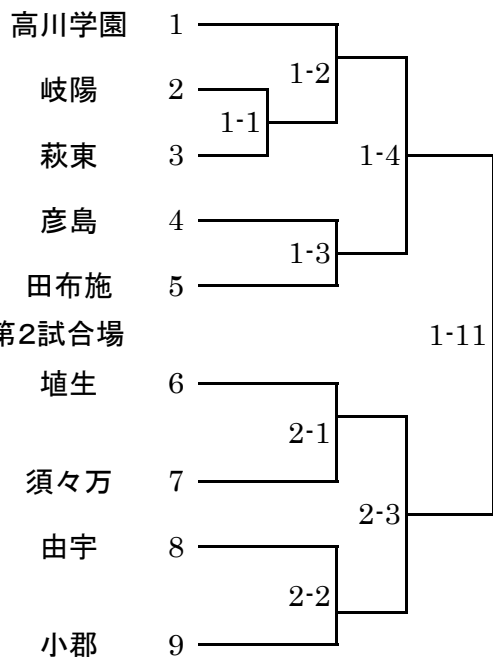 高川学園 1
1-2
岐陽 2
1-1
萩東 3
1-4
彦島 4
1-3
田布施 5
第2試合場
1-11
埴生 6
2-1
須々万 7
2-3
由宇 8
2-2
小郡 9